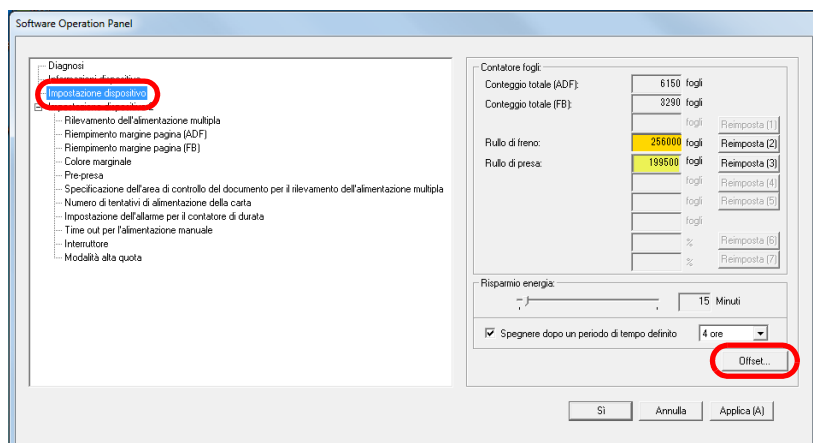 Software Operation Panel
Diagnosi
Informazioni dispositivo
Impostazione dispositivo
Impostazione dispositivo 2
Rilevamento dell'alimentazione multipla
Riempimento margine pagina (ADF)
Riempimento margine pagina (FB)
Colore marginale
Pre-presa
Specificazione dell'area di controllo del documento per il rilevamento dell'alimentazione multipla
Numero di tentativi di alimentazione della carta
Impostazione dell'allarme per il contatore di durata
Time out per l'alimentazione manuale
Interruttore
Modalità alta quota
Contatore fogli:
Conteggio totale (ADF): 6150 fogli
Conteggio totale (FB): 3290 fogli
fogli Reimposta (1)
Rullo di freno: 256000 fogli Reimposta (2)
Rullo di presa: 199500 fogli Reimposta (3)
fogli Reimposta (4)
fogli Reimposta (5)
fogli
% Reimposta (6)
% Reimposta (7)
Risparmio energia:
15 Minuti
Spegnere dopo un periodo di tempo definito 4 ore
Offset...
Sì Annulla Applica (A)